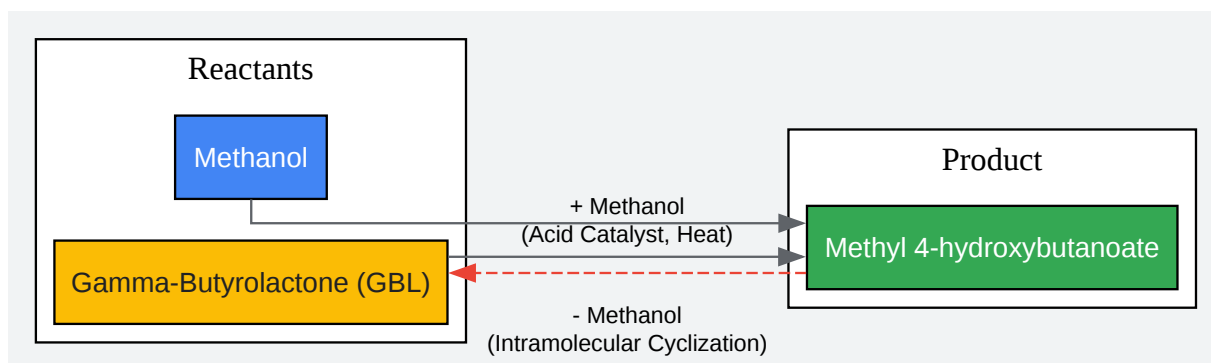 Reactants
Methanol
Gamma-Butyrolactone (GBL)
+ Methanol
(Acid Catalyst, Heat)
- Methanol
(Intramolecular Cyclization)
Product
Methyl 4-hydroxybutanoate